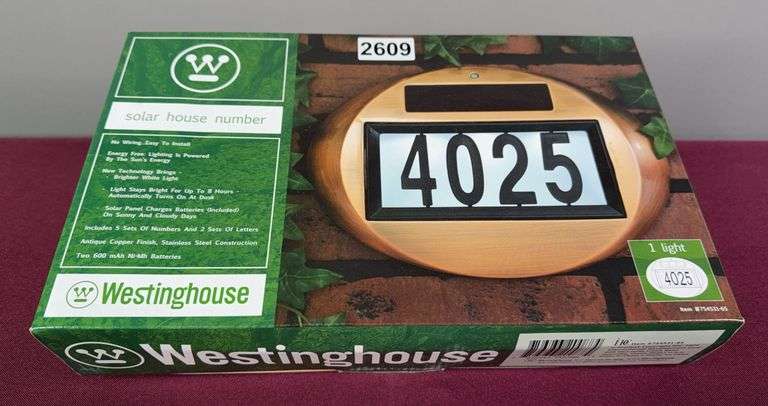 2609
W
solar house number
No Wiring...Easy To Install
Energy Free: Lighting Is Powered
By The Sun's Energy
New Technology Brings -
Brighter White Light
- Light Stays Bright For Up To 8 Hours -
Automatically Turns On At Dusk
Solar Panel Charges Batteries (Included)
On Sunny And Cloudy Days
Includes 5 Sets Of Numbers And 2 Sets Of Letters
Antique Copper Finish, Stainless Steel Construction
Two 600 mAh Ni-Mh Batteries
W Westinghouse
4025
1 light
4025
Item #754531-65
W Westinghouse